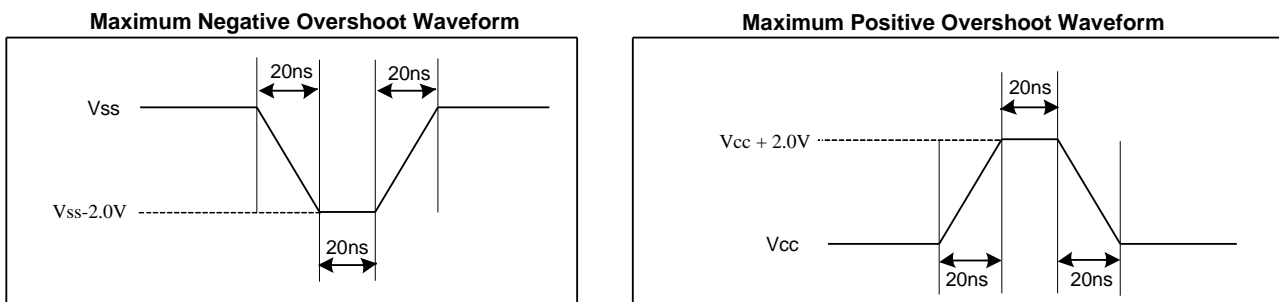 Maximum Negative Overshoot Waveform
20ns
20ns
Vss
Vss-2.0V
20ns
Maximum Positive Overshoot Waveform
20ns
Vcc + 2.0V
Vcc
20ns
20ns